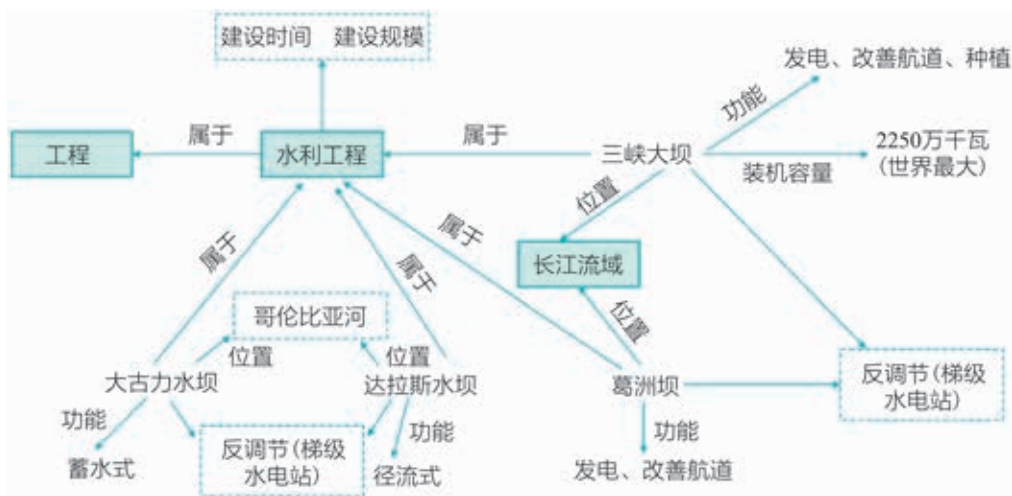 建设时间 建设规模
发电、改善航道、种植
功能
属于
属于
2250万千瓦
(世界最大)
工程
水利工程
三峡大坝
装机容量
位置
属于
属于
属于
长江流域
哥伦比亚河
位置
位置
位置
大古力水坝
达拉斯水坝
葛洲坝
反调节(梯级
水电站)
功能
反调节(梯级
水电站)
功能
功能
蓄水式
径流式
发电、改善航道